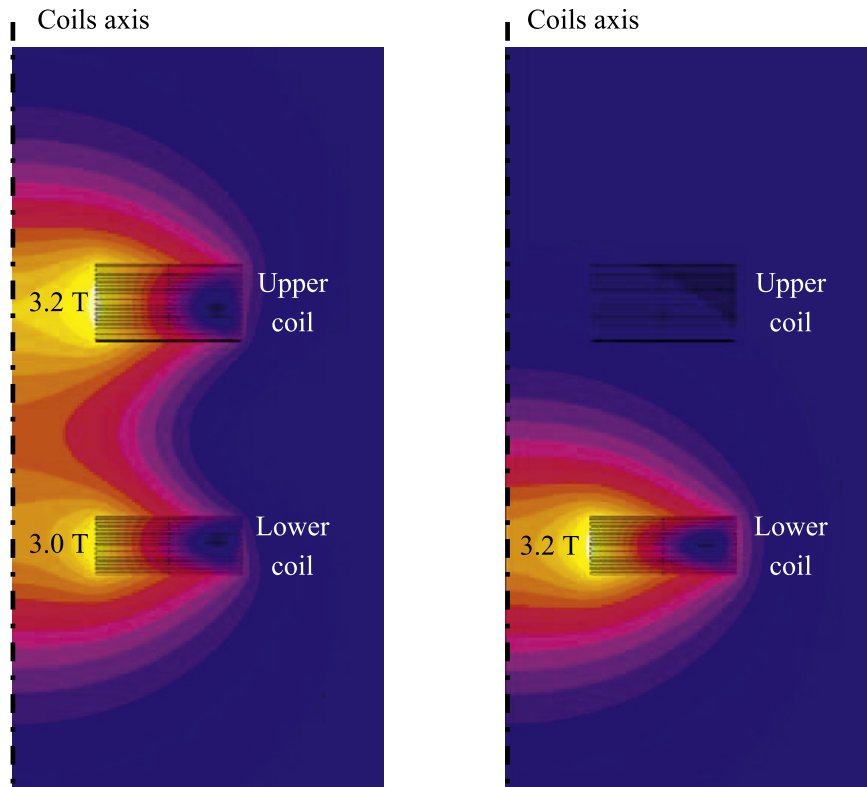 Coils axis
3.2 T
Upper
coil
3.0 T
Lower
coil
Coils axis
Upper
coil
3.2 T
Lower
coil